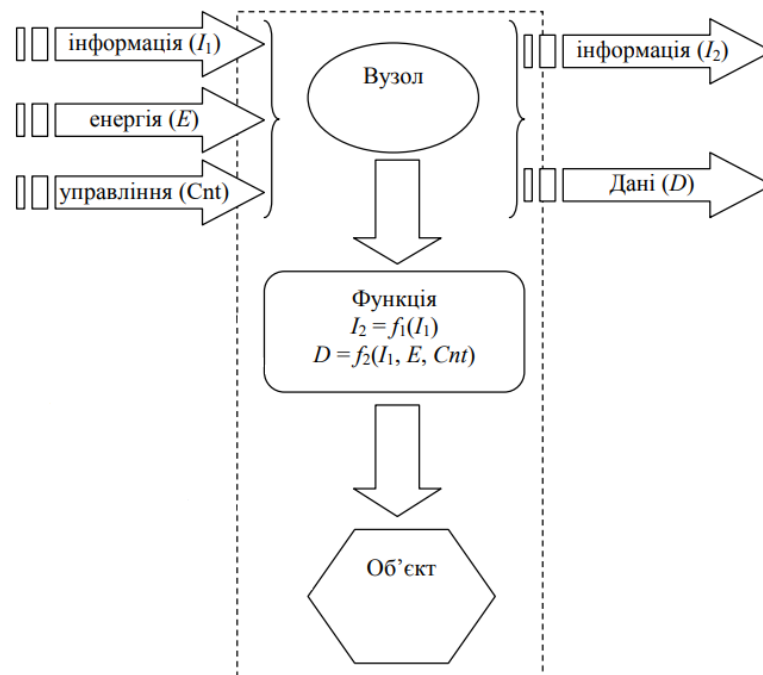 інформація (I₁)
енергія (E)
управління (Cnt)
Вузол
інформація (I₂)
Дані (D)
Функція
I₂ = f₁(I₁)
D = f₂(I₁, E, Cnt)
Об’єкт